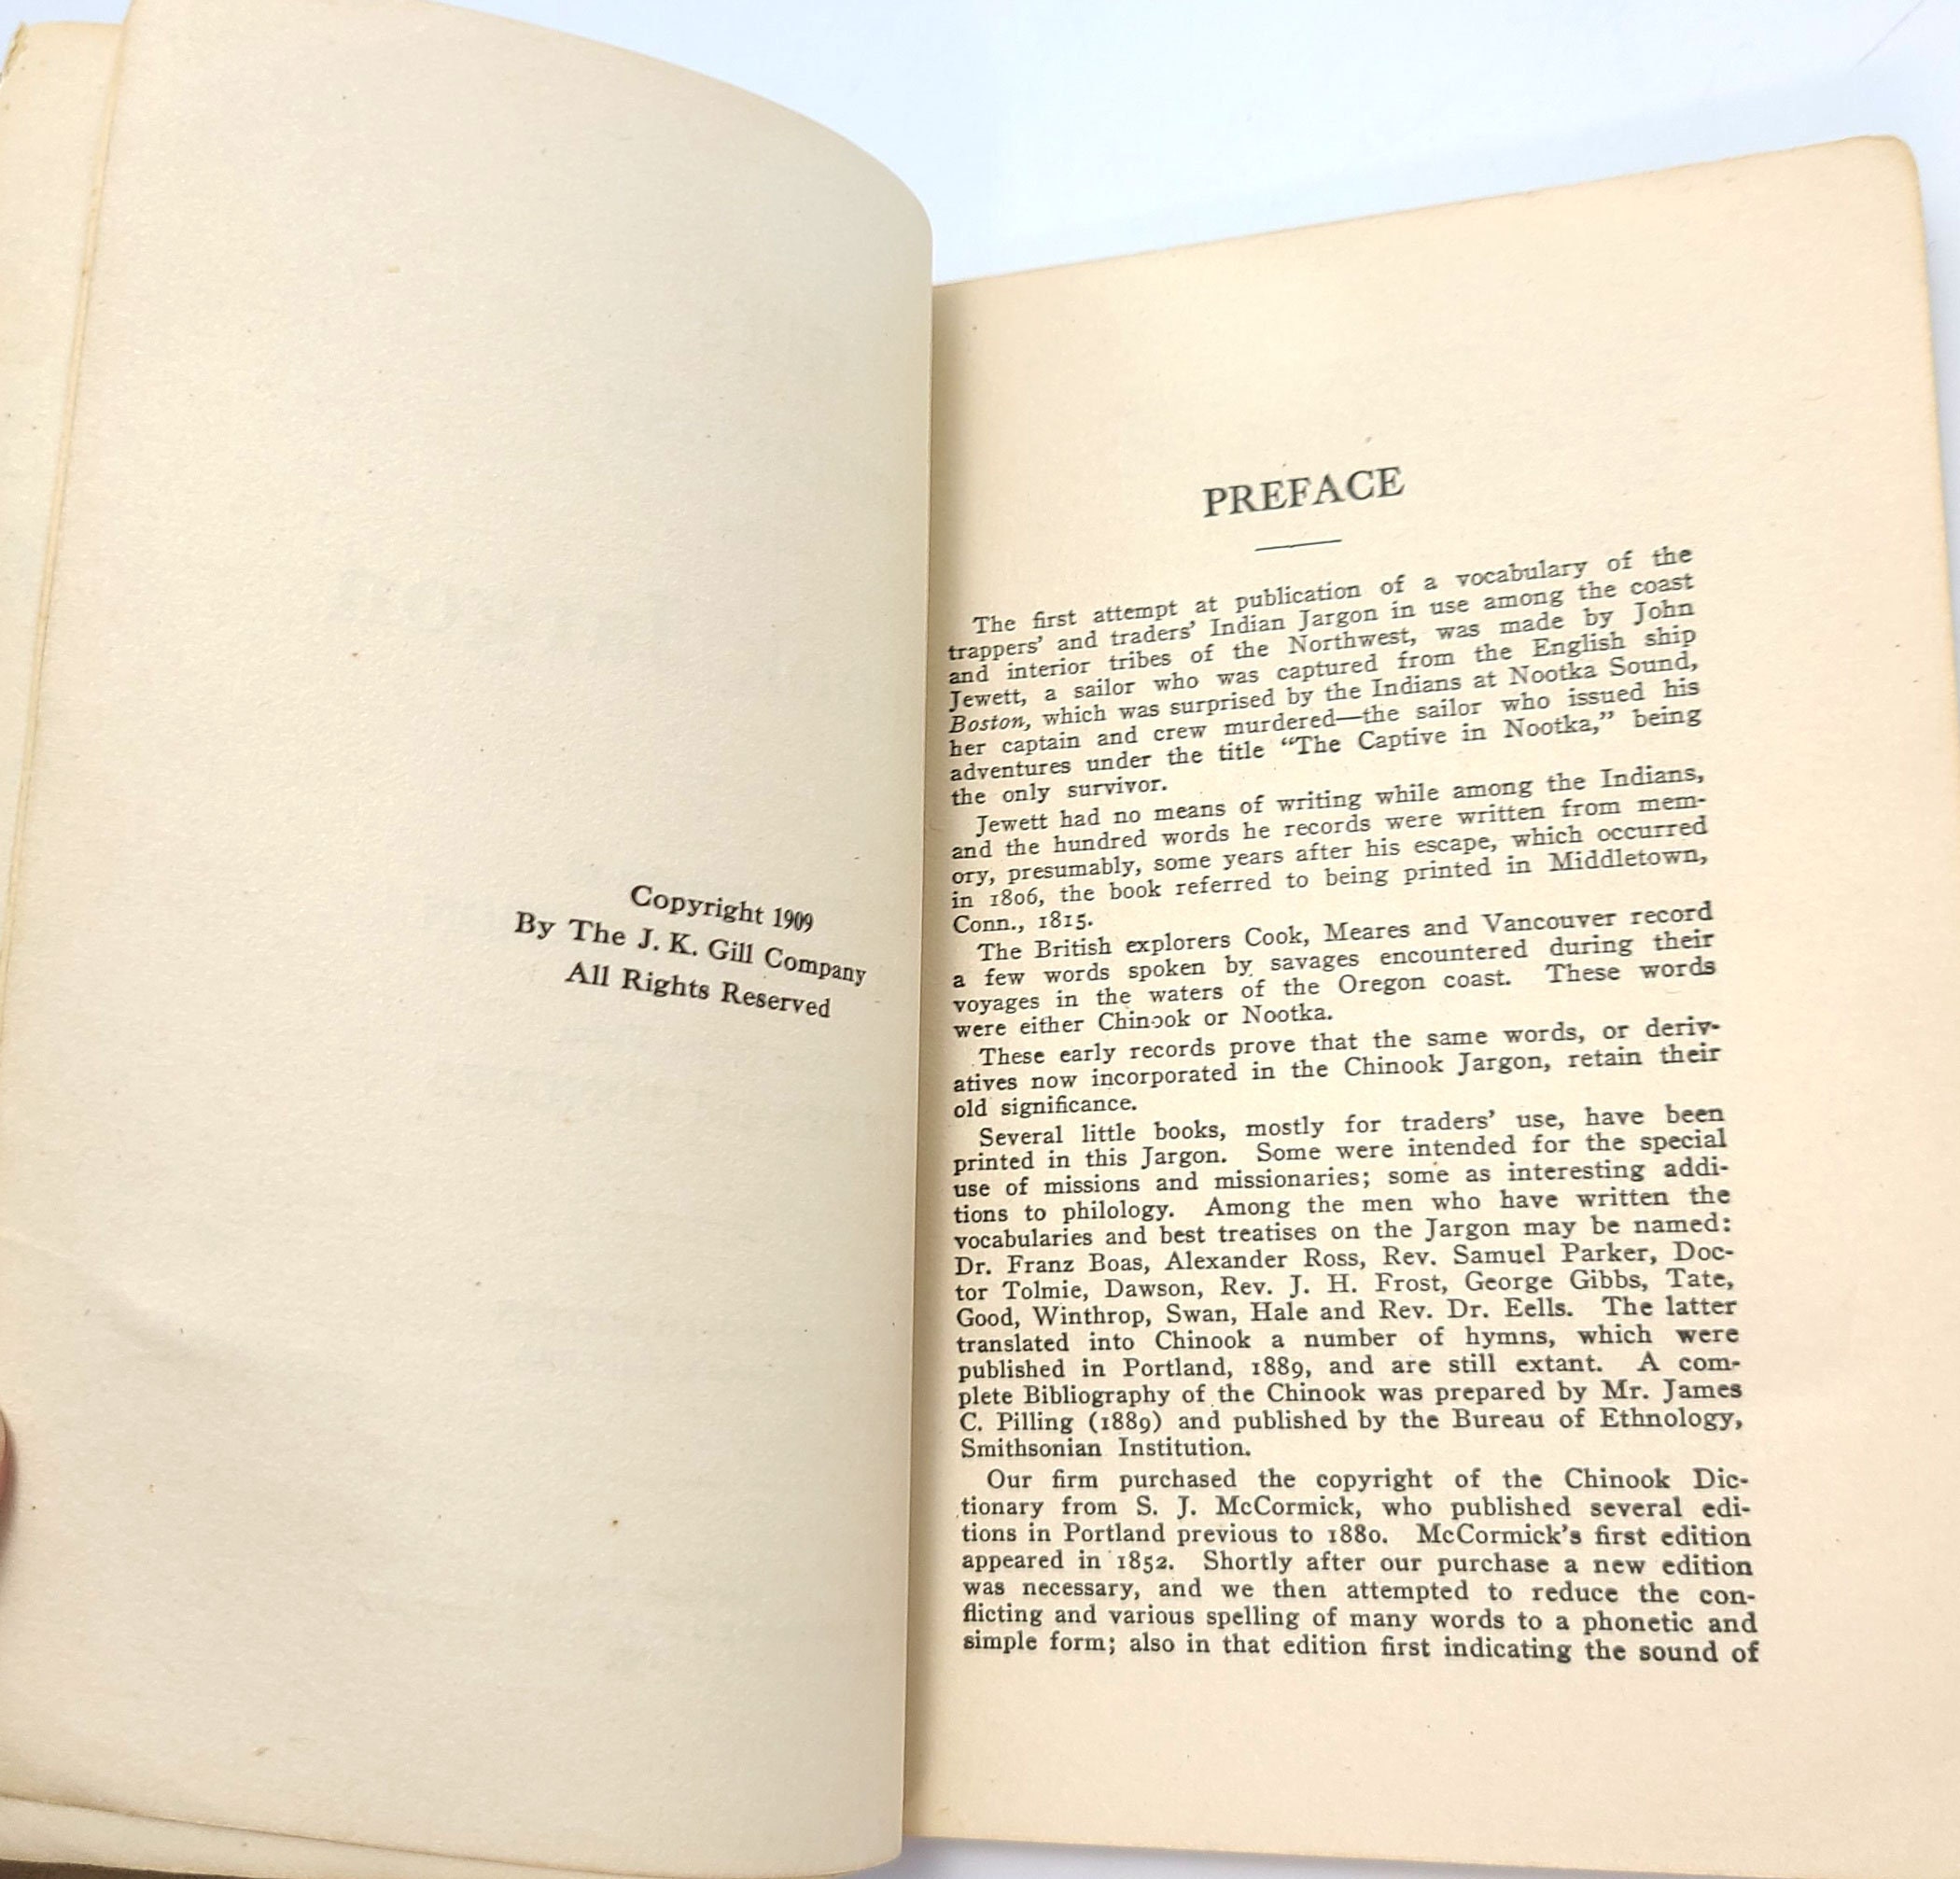 Copyright 1909
By The J. K. Gill Company
All Rights Reserved
PREFACE
The first attempt at publication of a vocabulary of the
trappers' and traders' Indian Jargon in use among the coast
and interior tribes of the Northwest, was made by John
Jewett, a sailor who was captured from the English ship
Boston, which was surprised by the Indians at Nootka Sound,
her captain and crew murdered—the sailor who issued his
adventures under the title “The Captive in Nootka,” being
the only survivor.
Jewett had no means of writing while among the Indians,
and the hundred words he records were written from mem-
ory, presumably, some years after his escape, which occurred
in 1806, the book referred to being printed in Middletown,
Conn., 1815.
The British explorers Cook, Meares and Vancouver record
a few words spoken by savages encountered during their
voyages in the waters of the Oregon coast. These words
were either Chinook or Nootka.
These early records prove that the same words, or deriv-
atives now incorporated in the Chinook Jargon, retain their
old significance.
Several little books, mostly for traders' use, have been
printed in this Jargon. Some were intended for the special
use of missions and missionaries; some as interesting addi-
tions to philology. Among the men who have written the
vocabularies and best treatises on the Jargon may be named:
Dr. Franz Boas, Alexander Ross, Rev. Samuel Parker, Doc-
tor Tolmie, Dawson, Rev. J. H. Frost, George Gibbs, Tate,
Good, Winthrop, Swan, Hale and Rev. Dr. Eells. The latter
translated into Chinook a number of hymns, which were
published in Portland, 1889, and are still extant. A com-
plete Bibliography of the Chinook was prepared by Mr. James
C. Pilling (1889) and published by the Bureau of Ethnology,
Smithsonian Institution.
Our firm purchased the copyright of the Chinook Dic-
tionary from S. J. McCormick, who published several edi-
tions in Portland previous to 1880. McCormick's first edition
appeared in 1852. Shortly after our purchase a new edition
was necessary, and we then attempted to reduce the con-
flicting and various spelling of many words to a phonetic and
simple form; also in that edition first indicating the sound of